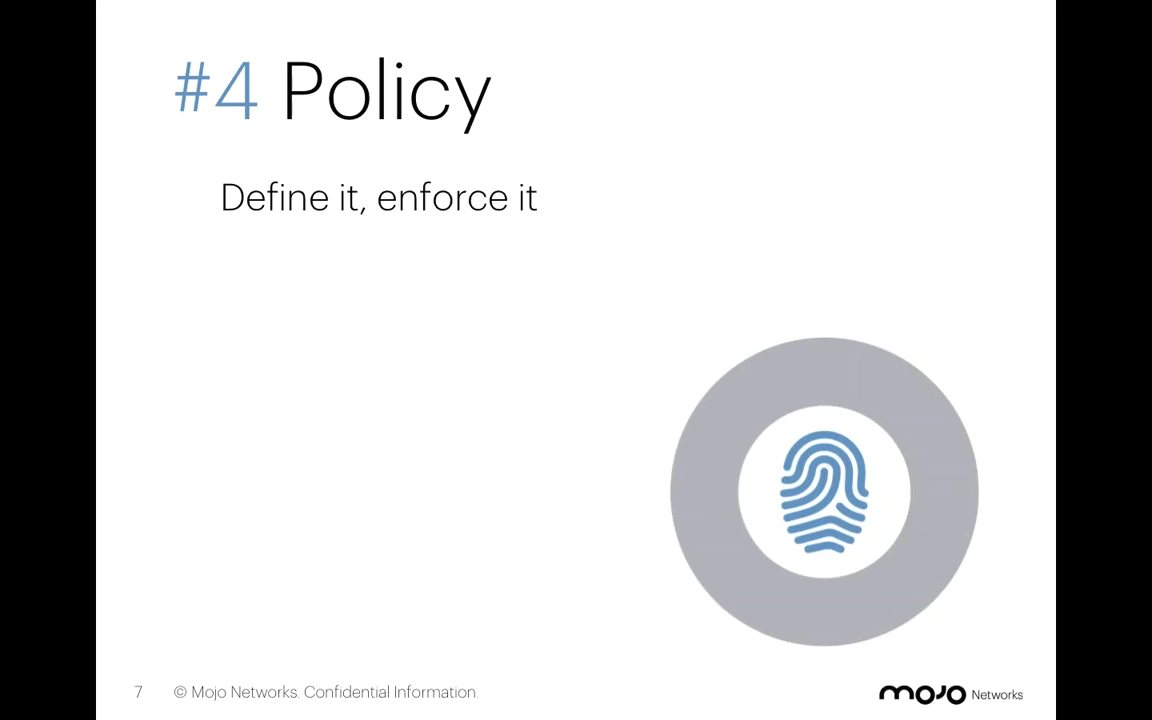 #4 Policy
Define it, enforce it
7 © Mojo Networks. Confidential Information.
mojo Networks